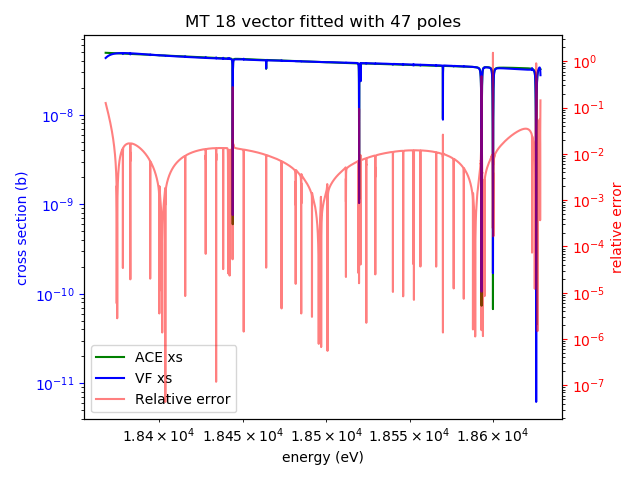 MT 18 vector fitted with 47 poles
cross section (b)
10⁻⁸
10⁻⁹
10⁻¹⁰
10⁻¹¹
10⁰
10⁻¹
10⁻²
10⁻³
10⁻⁴
10⁻⁵
10⁻⁶
10⁻⁷
relative error
ACE xs
VF xs
Relative error
1.84 × 10⁴ 1.845 × 10⁴ 1.85 × 10⁴ 1.855 × 10⁴ 1.86 × 10⁴
energy (eV)